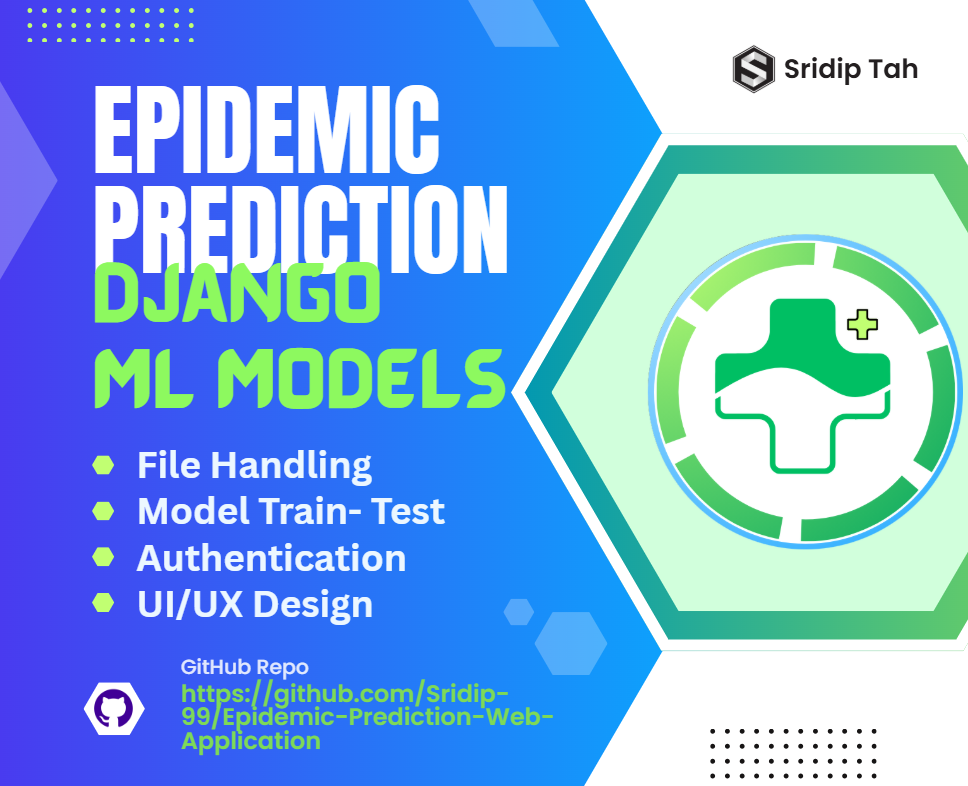 Sridip Tah
EPIDEMIC
PREDICTION
DJANGO
ML MODELS
File Handling
Model Train- Test
Authentication
UI/UX Design
GitHub Repo
https://github.com/Sridip-
99/Epidemic-Prediction-Web-
Application